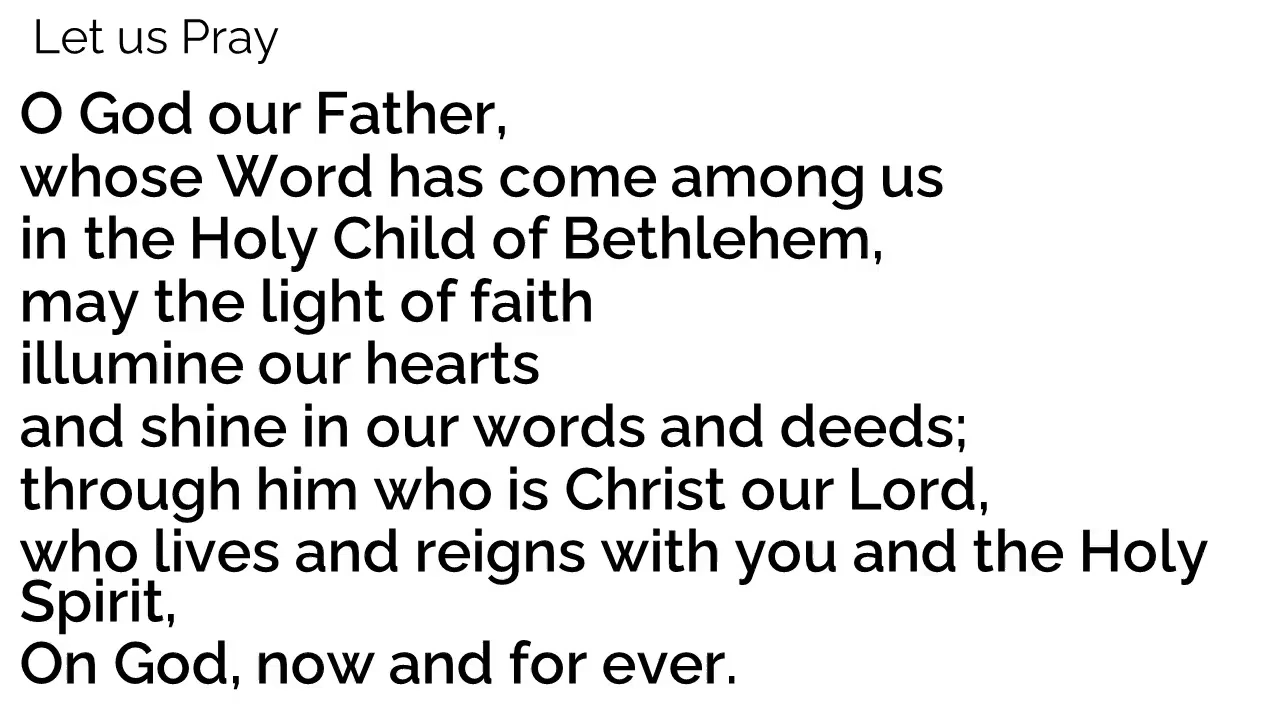 Let us Pray
O God our Father,
whose Word has come among us
in the Holy Child of Bethlehem,
may the light of faith
illumine our hearts
and shine in our words and deeds;
through him who is Christ our Lord,
who lives and reigns with you and the Holy
Spirit,
On God, now and for ever.